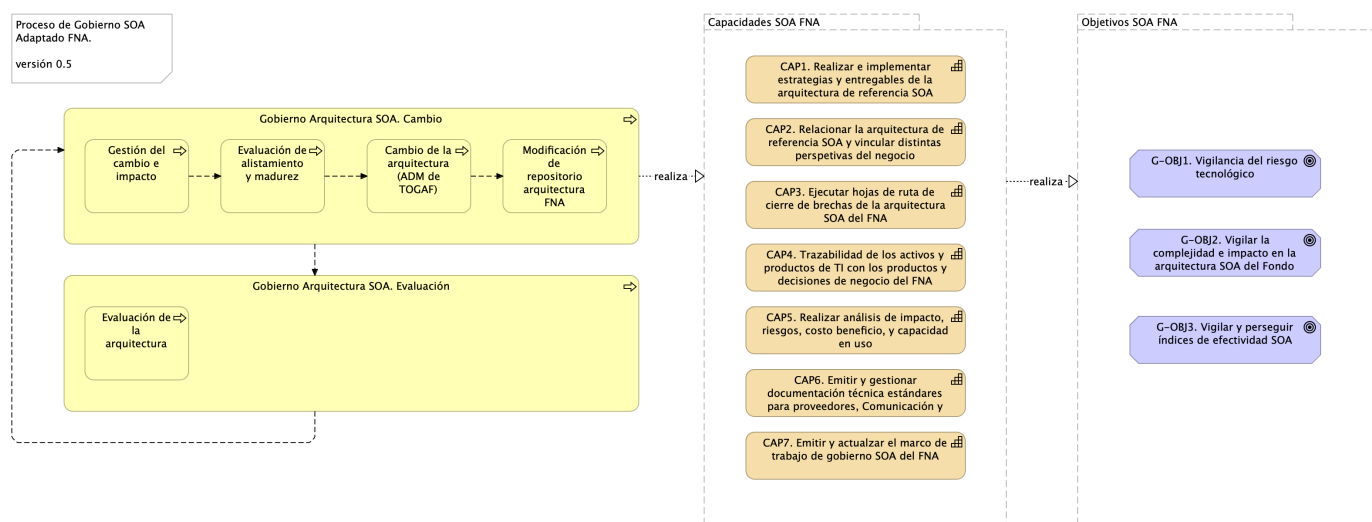 Proceso de Gobierno SOA
Adaptado FNA.
versión 0.5
Gobierno Arquitectura SOA. Cambio
Gestión del
cambio e
impacto
Evaluación de
alistamiento
y madurez
Cambio de la
arquitectura
(ADM de
TOGAF)
Modificación
de
repositorio
arquitectura
FNA
realiza
Gobierno Arquitectura SOA. Evaluación
Evaluación de
la
arquitectura
Capacidades SOA FNA
CAP1. Realizar e implementar
estrategias y entregables de la
arquitectura de referencia SOA
CAP2. Relacionar la arquitectura de
referencia SOA y vincular distintas
perspetivas del negocio
CAP3. Ejecutar hojas de ruta de
cierre de brechas de la arquitectura
SOA del FNA
CAP4. Trazabilidad de los activos y
productos de TI con los productos y
decisiones de negocio del FNA
CAP5. Realizar análisis de impacto,
riesgos, costo beneficio, y capacidad
en uso
CAP6. Emitir y gestionar
documentación técnica estándares
para proveedores, Comunicación y
CAP7. Emitir y actualzar el marco de
trabajo de gobierno SOA del FNA
realiza
Objetivos SOA FNA
G-OBJ1. Vigilancia del riesgo
tecnológico
G-OBJ2. Vigilar la
complejidad e impacto en la
arquitectura SOA del Fondo
G-OBJ3. Vigilar y perseguir
índices de efectividad SOA